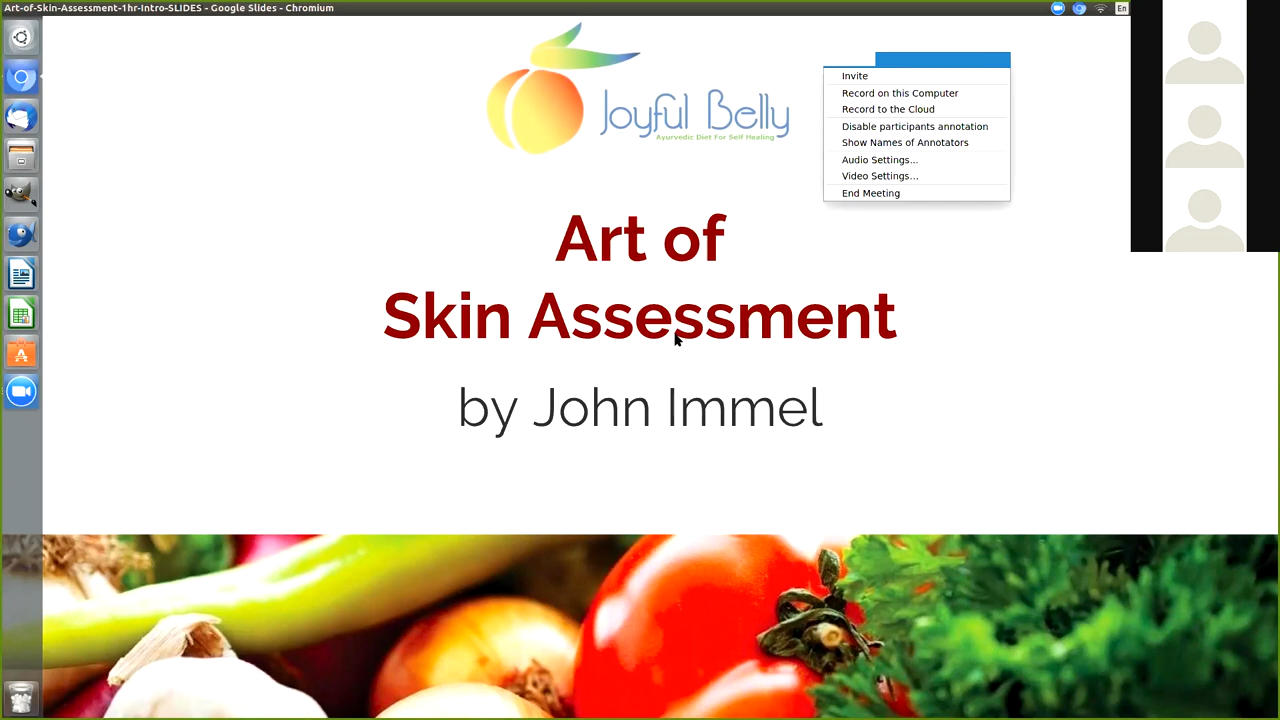 Art-of-Skin-Assessment-1hr-Intro-SLIDES - Google Slides - Chromium
En
Joyful Belly
Ayurvedic Diet For Self Healing
Invite
Record on this Computer
Record to the Cloud
Disable participants annotation
Show Names of Annotators
Audio Settings...
Video Settings...
End Meeting
Art of
Skin Assessment
by John Immel